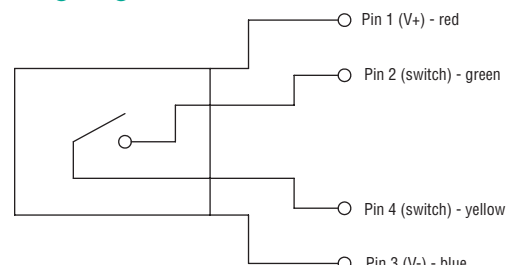 Pin 1 (V+) - red
Pin 2 (switch) - green
Pin 4 (switch) - yellow
Pin 3 (V-) - blue